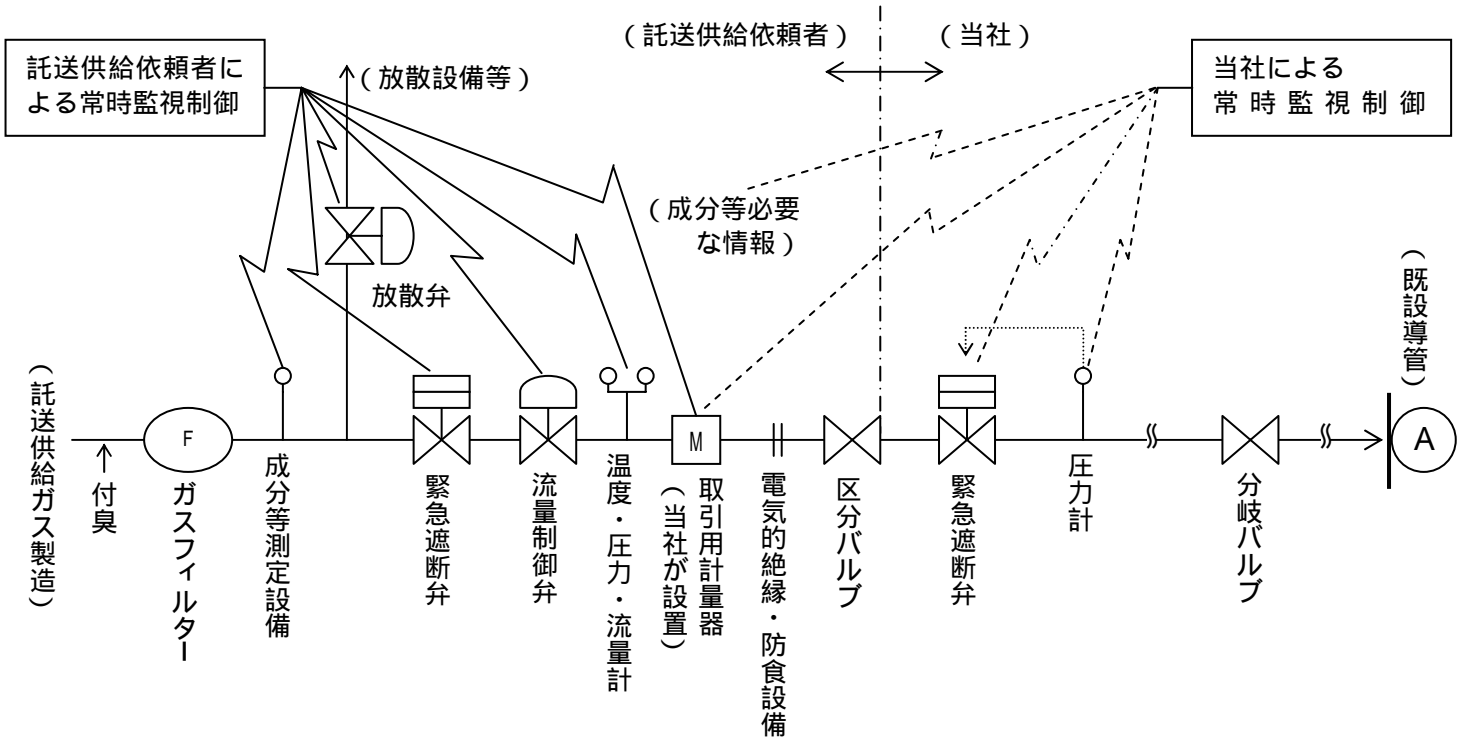 (託送供給依頼者)
(当社)
託送供給依頼者に
よる常時監視制御
(放散設備等)
当社による
常時監視制御
(成分等必要
な情報)
放散弁
(既設導管)
(託送供給ガス製造)
付臭
F
ガスフィルター
成分等測定設備
緊急遮断弁
流量制御弁
温度・圧力・流量計
M
取引用計量器
(当社が設置)
電気的絶縁・防食設備
区分バルブ
緊急遮断弁
圧力計
分岐バルブ
A